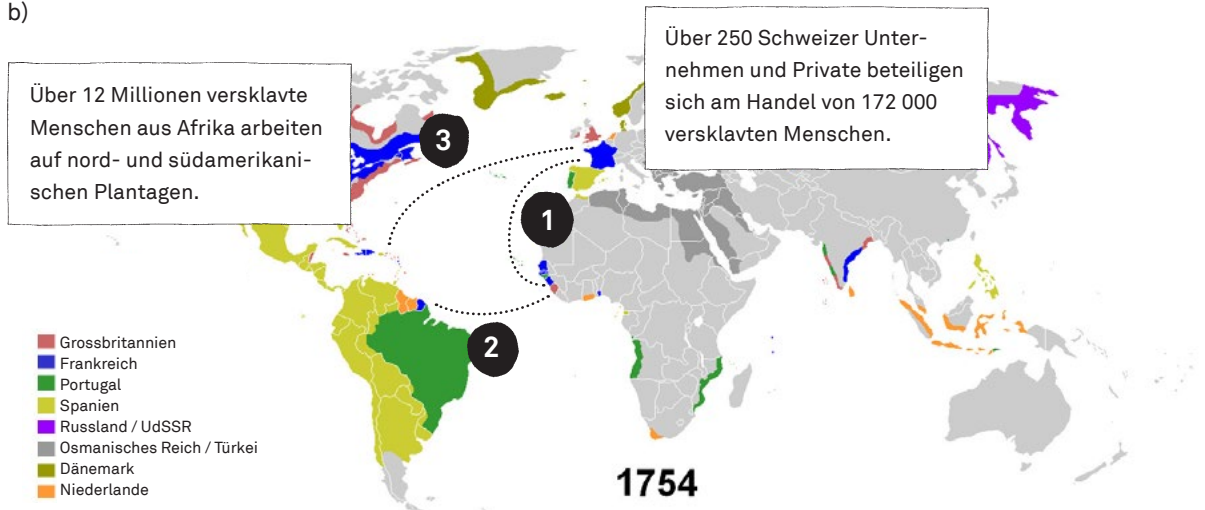 b)
Über 12 Millionen versklavte
Menschen aus Afrika arbeiten
auf nord- und südamerikani-
schen Plantagen.
Über 250 Schweizer Unter-
nehmen und Private beteiligen
sich am Handel von 172 000
versklavten Menschen.
3
1
2
Grossbritannien
Frankreich
Portugal
Spanien
Russland / UdSSR
Osmanisches Reich / Türkei
Dänemark
Niederlande
1754